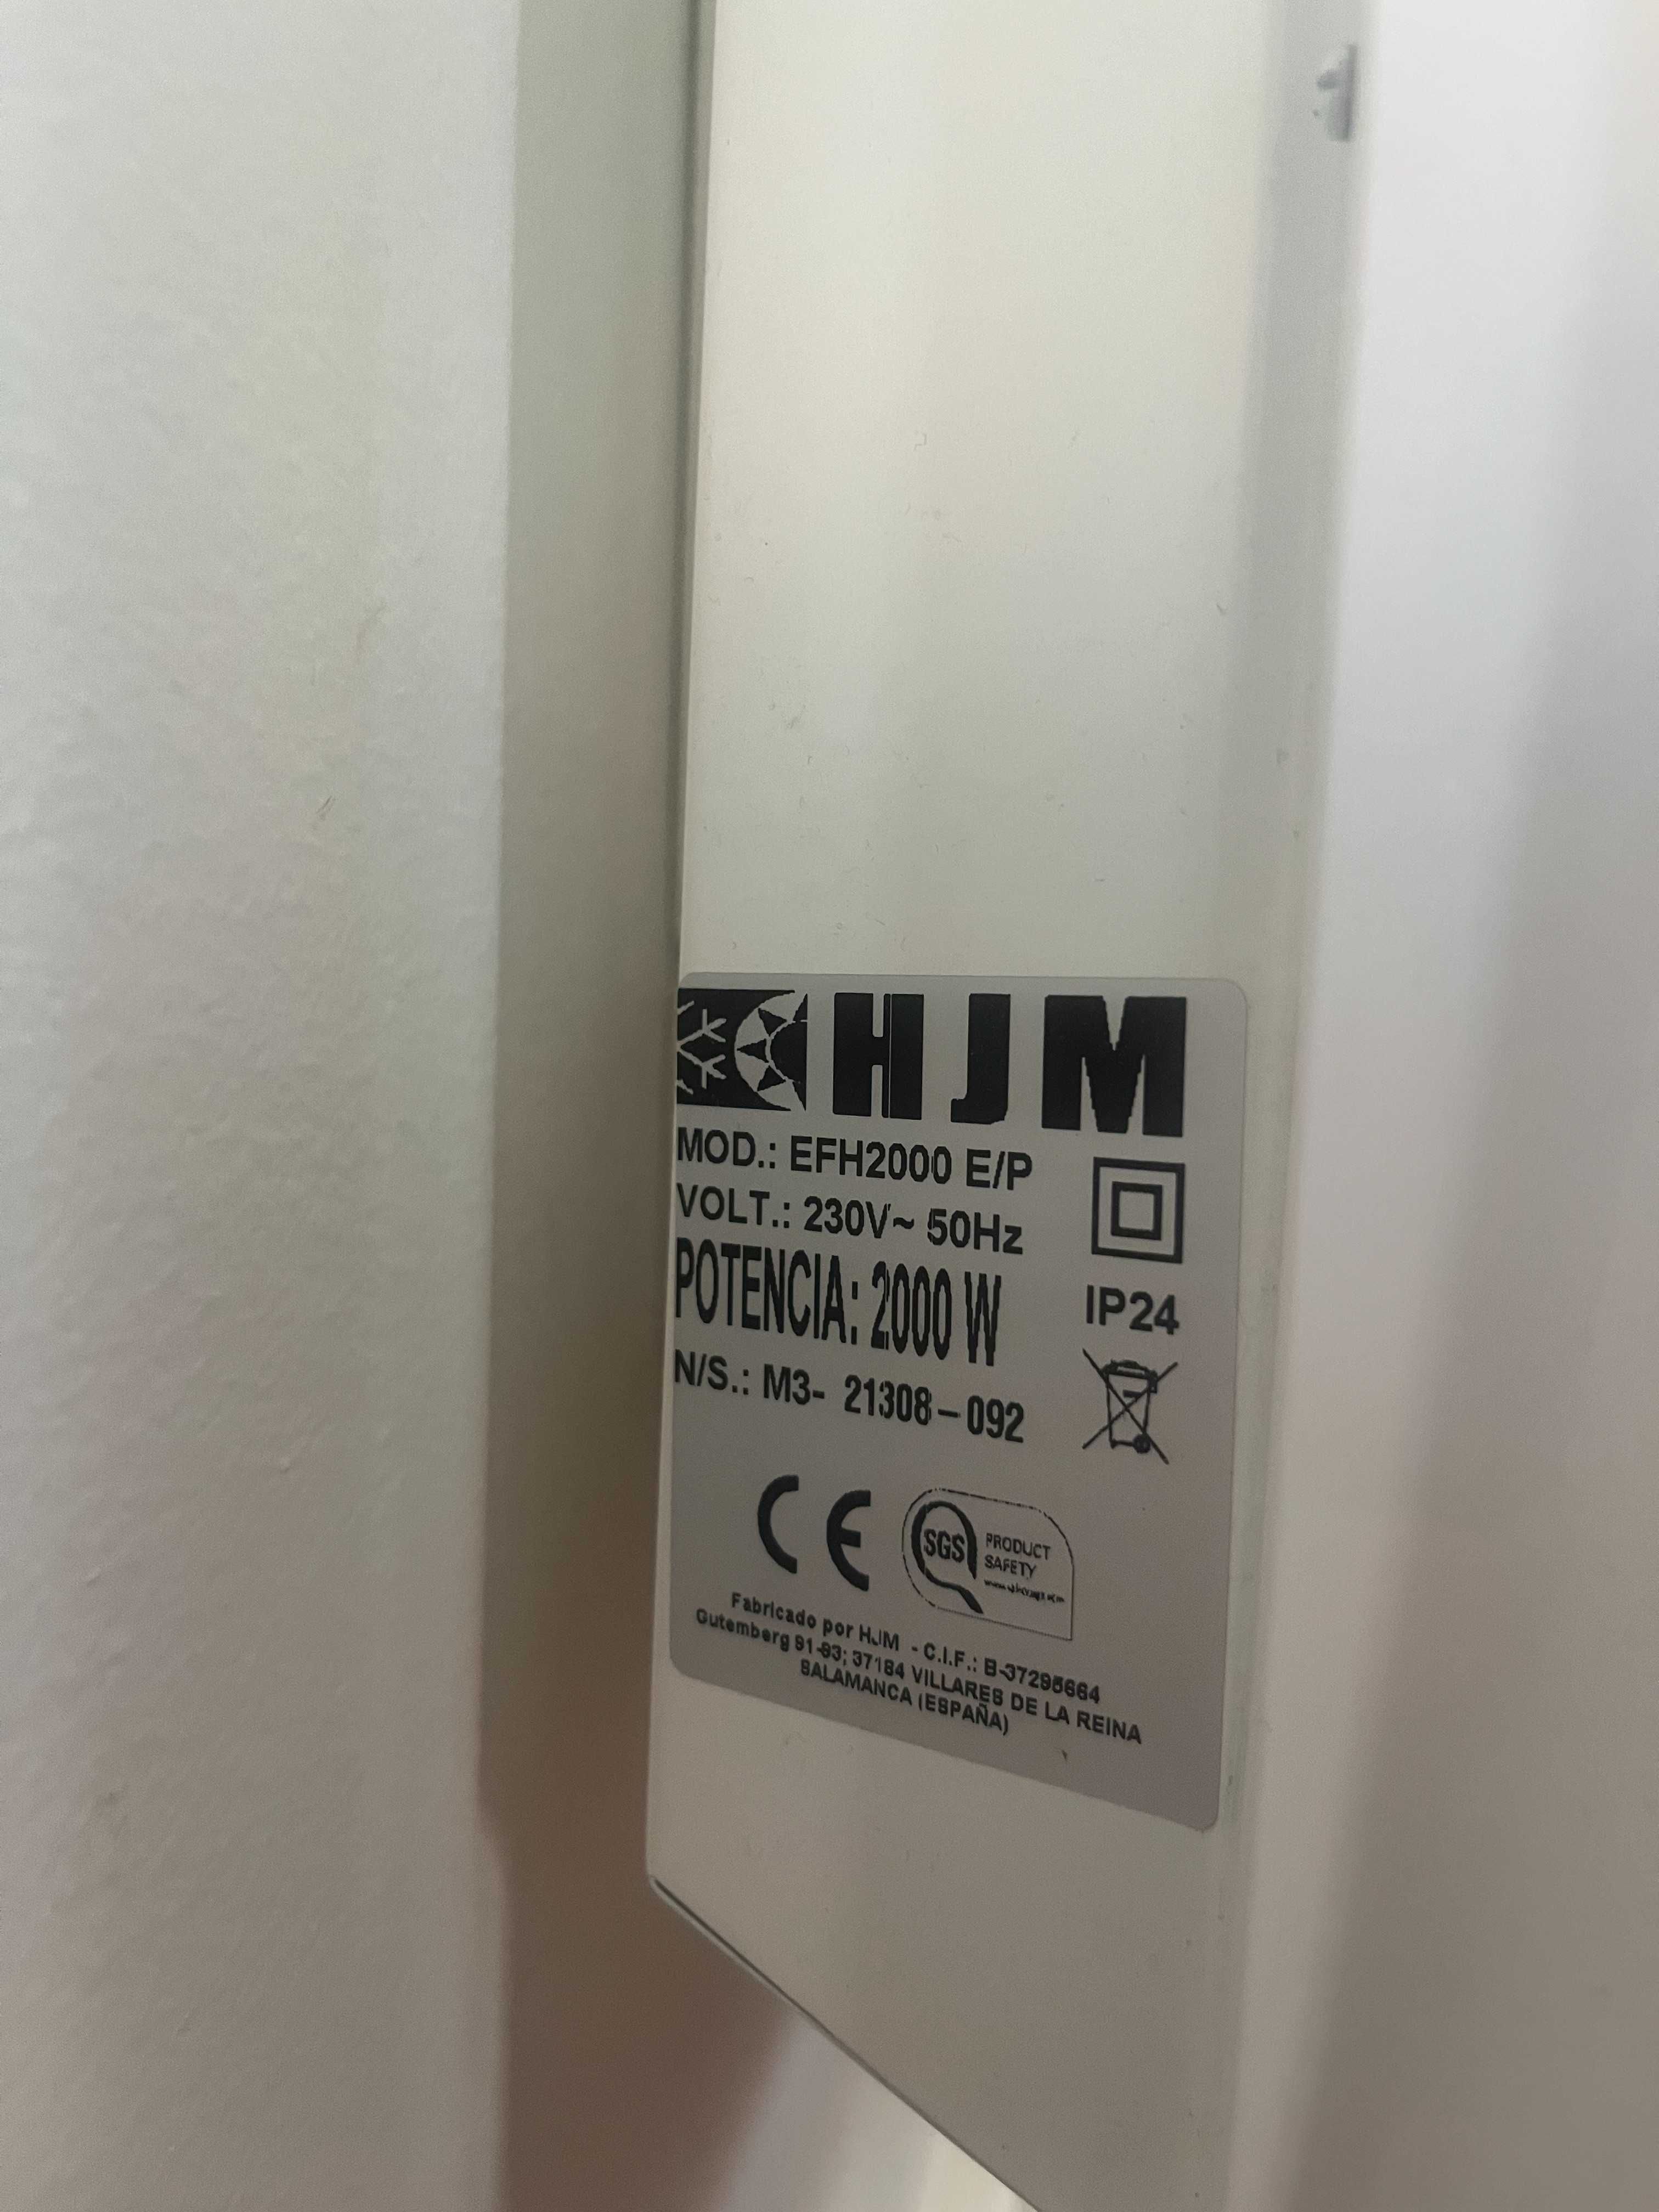 HJM
MOD.: EFH2000 E/P
VOLT.: 230V~ 50Hz
POTENCIA: 2000 W
IP24
N/S.: M3- 21308-092
CE
SGS
PRODUCT
SAFETY
Fabricado por HJM - C.I.F.: B-37295664
Gutemberg 91-93; 37184 VILLARES DE LA REINA
SALAMANCA (ESPAÑA)